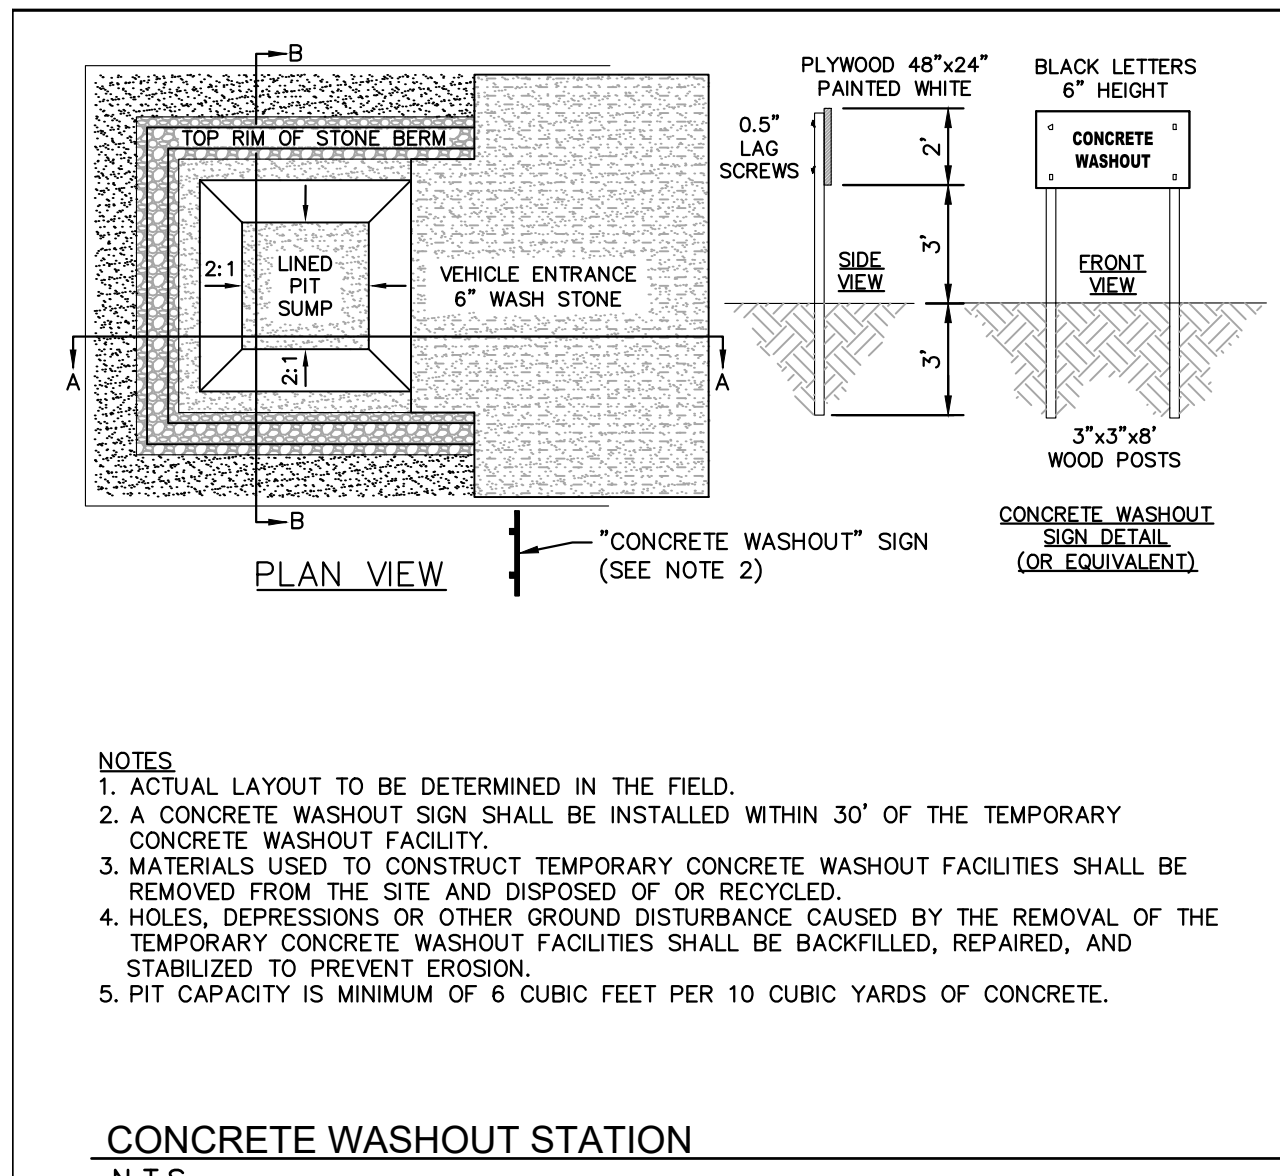 B
TOP RIM OF STONE BERM
2:1
LINED
PIT
SUMP
2:1
VEHICLE ENTRANCE
6" WASH STONE
A
A
B
PLAN VIEW
"CONCRETE WASHOUT" SIGN
(SEE NOTE 2)
PLYWOOD 48"x24"
PAINTED WHITE
0.5"
LAG
SCREWS
2'
3'
3'
SIDE
VIEW
BLACK LETTERS
6" HEIGHT
CONCRETE
WASHOUT
FRONT
VIEW
3"x3"x8'
WOOD POSTS
CONCRETE WASHOUT
SIGN DETAIL
(OR EQUIVALENT)
NOTES
1. ACTUAL LAYOUT TO BE DETERMINED IN THE FIELD.
2. A CONCRETE WASHOUT SIGN SHALL BE INSTALLED WITHIN 30' OF THE TEMPORARY
CONCRETE WASHOUT FACILITY.
3. MATERIALS USED TO CONSTRUCT TEMPORARY CONCRETE WASHOUT FACILITIES SHALL BE
REMOVED FROM THE SITE AND DISPOSED OF OR RECYCLED.
4. HOLES, DEPRESSIONS OR OTHER GROUND DISTURBANCE CAUSED BY THE REMOVAL OF THE
TEMPORARY CONCRETE WASHOUT FACILITIES SHALL BE BACKFILLED, REPAIRED, AND
STABILIZED TO PREVENT EROSION.
5. PIT CAPACITY IS MINIMUM OF 6 CUBIC FEET PER 10 CUBIC YARDS OF CONCRETE.
CONCRETE WASHOUT STATION
N.T.S.